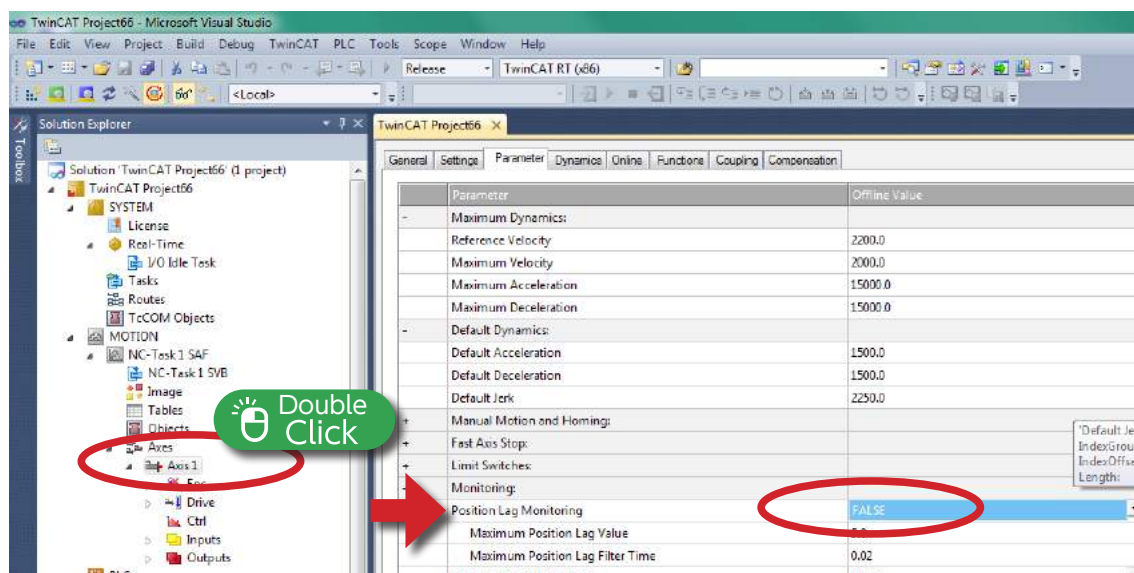 TwinCAT Project66 - Microsoft Visual Studio
File Edit View Project Build Debug TwinCAT PLC Tools Scope Window Help
Release TwinCAT RT (x86)
<Local>
Toolbox
Solution Explorer
Solution 'TwinCAT Project66' (1 project)
TwinCAT Project66
SYSTEM
License
Real-Time
I/O Idle Task
Tasks
Routes
TcCOM Objects
MOTION
NC-Task 1 SAF
NC-Task 1 SVB
Image
Tables
Objects
Axes
Axis 1
Enc
Drive
Ctrl
Inputs
Outputs
Double
Click
TwinCAT Project66
General Settings Parameter Dynamics Online Functions Coupling Compensation
Parameter Offline Value
- Maximum Dynamics:
Reference Velocity 2200.0
Maximum Velocity 2000.0
Maximum Acceleration 15000.0
Maximum Deceleration 15000.0
- Default Dynamics:
Default Acceleration 1500.0
Default Deceleration 1500.0
Default Jerk 2250.0
+ Manual Motion and Homing:
+ Fast Axis Stop:
+ Limit Switches:
- Monitoring:
Position Lag Monitoring FALSE
Maximum Position Lag Value
Maximum Position Lag Filter Time 0.02
'Default Je
IndexGrou
IndexOffse
Length: